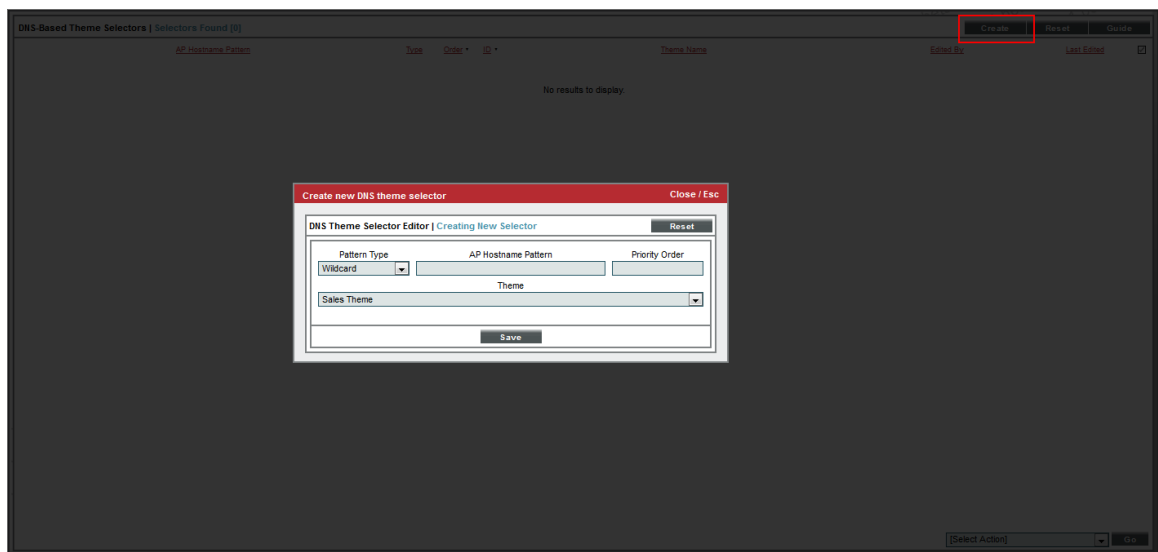 DNS-Based Theme Selectors | Selectors Found [0]
Create Reset Guide
AP Hostname Pattern Type Order ID Theme Name Edited By Last Edited
No results to display.
Create new DNS theme selector Close / Esc
DNS Theme Selector Editor | Creating New Selector Reset
Pattern Type AP Hostname Pattern Priority Order
Wildcard
Theme
Sales Theme
Save
[Select Action] Go